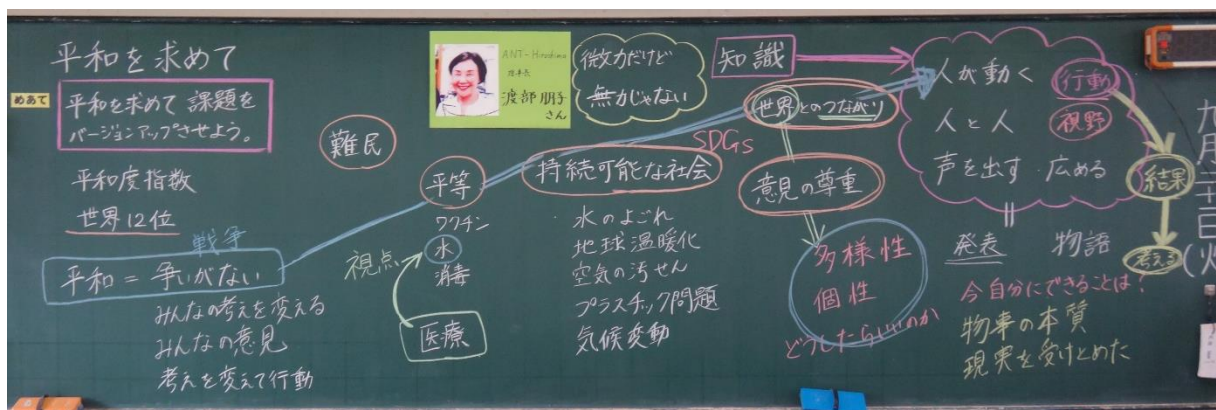 平和を求めて
めあて
平和を求めて 課題を
バージョンアップさせよう。
平和度指数
世界12位
戦争
平和 = 争いがない
みんなの考えを変える
みんなの意見
考えを変えて行動
難民
平等
ワクチン
水
消毒
視点
医療
ANT-Hiroshima
理事長
渡部 朋子
さん
微力だけど
無力じゃない
SDGs
持続可能な社会
水のよごれ
地球温暖化
空気の汚せん
プラスチック問題
気候変動
知識
世界とのつながり
意見の尊重
多様性
個性
どうしたらいいのか
人が動く 行動
人と人 視野
声を出す 広める
発表 物語
今自分にできることは!
物事の本質
現実を受けとめた
結果
考える